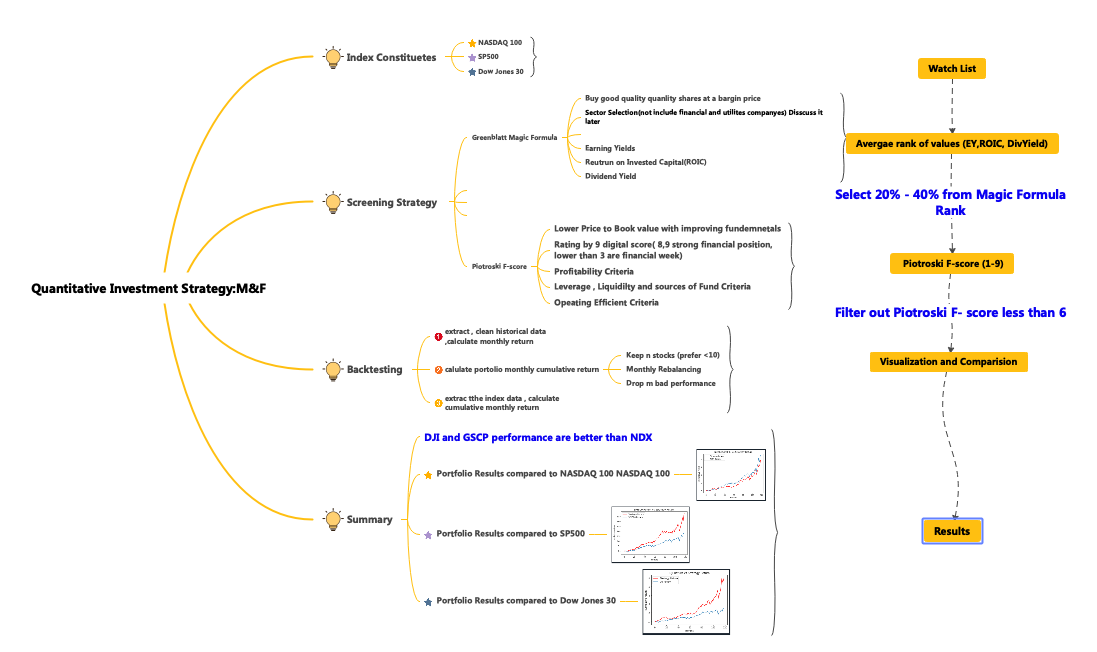 Index Constituetes
NASDAQ 100
SP500
Dow Jones 30
Quantitative Investment Strategy:M&F
Screening Strategy
Greenblatt Magic Formula
Buy good quality quanlity shares at a bargin price
Sector Selection(not include financial and utilites companyes) Disscuss it
later
Earning Yields
Reutrun on Invested Capital(ROIC)
Dividend Yield
Piotroski F-score
Lower Price to Book value with improving fundemnetals
Rating by 9 digital score( 8,9 strong financial position,
lower than 3 are financial week)
Profitability Criteria
Leverage , Liquidilty and sources of Fund Criteria
Opeating Efficient Criteria
Backtesting
1
extract , clean historical data
,calculate monthly return
2
calulate portolio monthly cumulative return
Keep n stocks (prefer <10)
Monthly Rebalancing
Drop m bad performance
3
extrac tthe index data , calculate
cumulative monthly return
Summary
DJI and GSCP performance are better than NDX
Portfolio Results compared to NASDAQ 100 NASDAQ 100
Portfolio Results compared to SP500
Portfolio Results compared to Dow Jones 30
Watch List
Avergae rank of values (EY,ROIC, DivYield)
Select 20% - 40% from Magic Formula
Rank
Piotroski F-score (1-9)
Filter out Piotroski F- score less than 6
Visualization and Comparision
Results